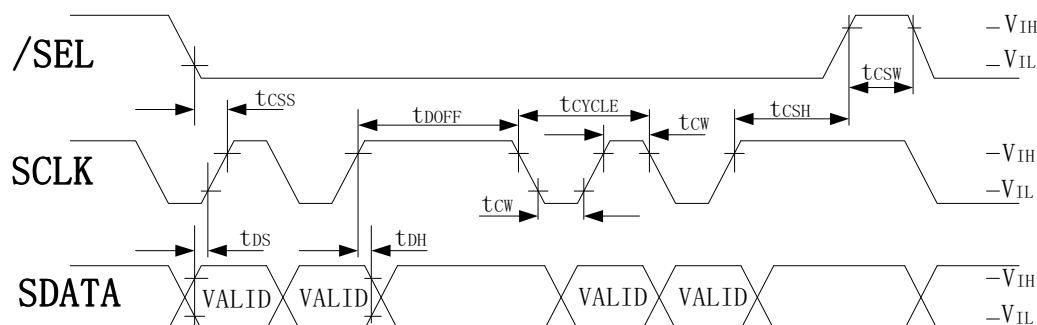 /SEL
–VIH
–VIL
tCSW
tCSS
tDOFF
tCYCLE
tCW
tCSH
SCLK
–VIH
–VIL
tCW
tDS
tDH
SDATA
VALID
VALID
VALID
VALID
–VIH
–VIL